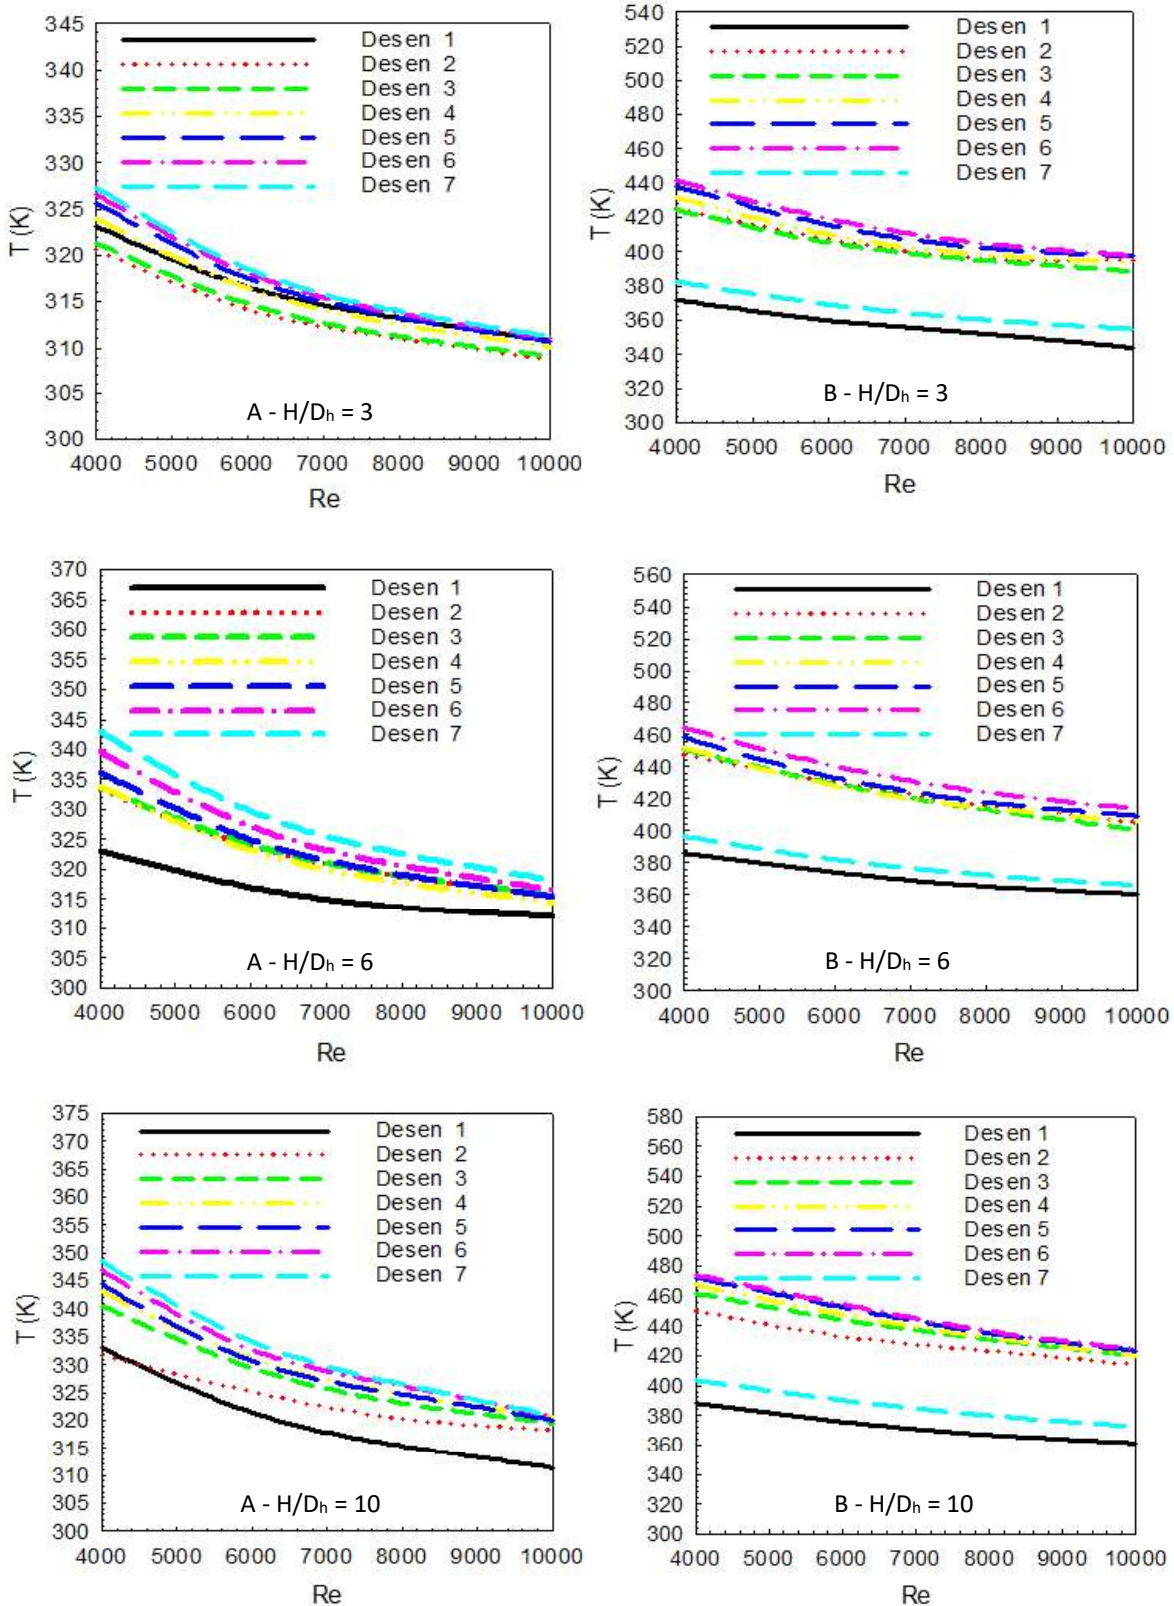 345
340
335
330
325
320
315
310
305
300
T (K)
Desen 1
Desen 2
Desen 3
Desen 4
Desen 5
Desen 6
Desen 7
A - H/Dₕ = 3
4000 5000 6000 7000 8000 9000 10000
Re
540
520
500
480
460
440
420
400
380
360
340
320
300
T (K)
Desen 1
Desen 2
Desen 3
Desen 4
Desen 5
Desen 6
Desen 7
B - H/Dₕ = 3
4000 5000 6000 7000 8000 9000 10000
Re
370
365
360
355
350
345
340
335
330
325
320
315
310
305
300
T (K)
Desen 1
Desen 2
Desen 3
Desen 4
Desen 5
Desen 6
Desen 7
A - H/Dₕ = 6
4000 5000 6000 7000 8000 9000 10000
Re
560
540
520
500
480
460
440
420
400
380
360
340
320
300
T (K)
Desen 1
Desen 2
Desen 3
Desen 4
Desen 5
Desen 6
Desen 7
B - H/Dₕ = 6
4000 5000 6000 7000 8000 9000 10000
Re
375
370
365
360
355
350
345
340
335
330
325
320
315
310
305
300
T (K)
Desen 1
Desen 2
Desen 3
Desen 4
Desen 5
Desen 6
Desen 7
A - H/Dₕ = 10
4000 5000 6000 7000 8000 9000 10000
Re
580
560
540
520
500
480
460
440
420
400
380
360
340
320
300
T (K)
Desen 1
Desen 2
Desen 3
Desen 4
Desen 5
Desen 6
Desen 7
B - H/Dₕ = 10
4000 5000 6000 7000 8000 9000 10000
Re